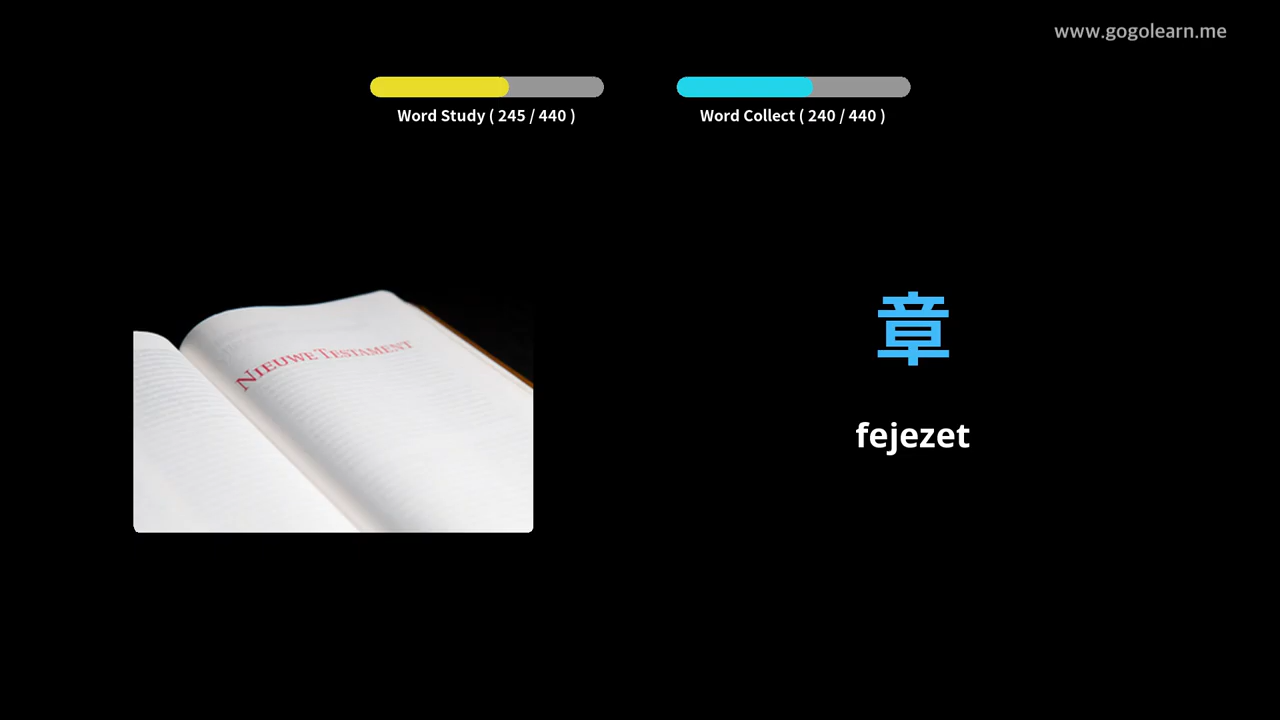 www.gogolearn.me
Word Study ( 245 / 440 )
Word Collect ( 240 / 440 )
NIEUWE TESTAMENT
章
fejezet